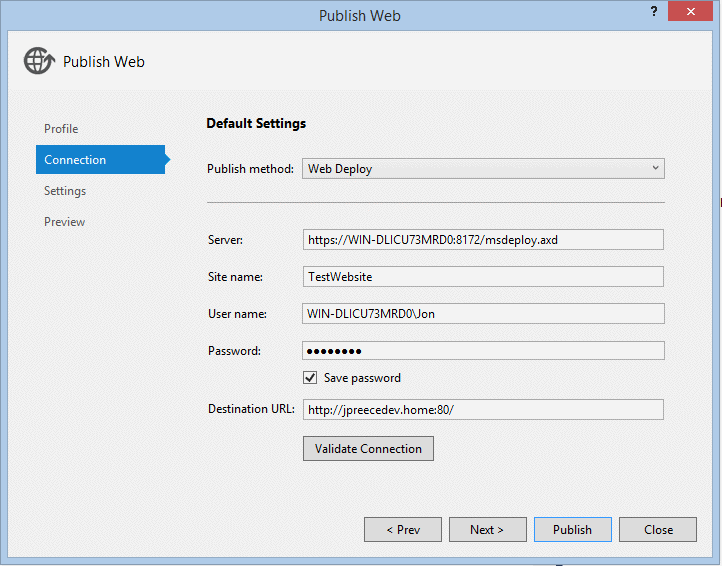 Publish Web
?
Publish Web
Profile
Connection
Settings
Preview
Default Settings
Publish method: Web Deploy
Server: https://WIN-DLICU73MRD0:8172/msdeploy.axd
Site name: TestWebsite
User name: WIN-DLICU73MRD0\Jon
Password: ●●●●●●●●
Save password
Destination URL: http://jpreecedev.home:80/
Validate Connection
< Prev Next > Publish Close